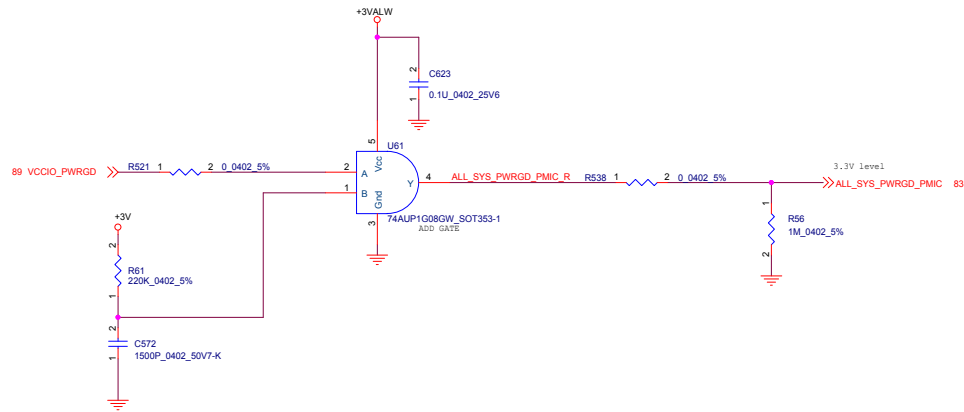 +3VALW
2
C623
1
0.1U_0402_25V6
5
U61
89 VCCIO_PWRGD
R521 1
2 0_0402_5%
2
A
Vcc
1
B
Y
4
ALL_SYS_PWRGD_PMIC_R
R538 1
2 0_0402_5%
3.3V level
ALL_SYS_PWRGD_PMIC 83
Gnd
3
74AUP1G08GW_SOT353-1
ADD GATE
1
R56
1M_0402_5%
2
+3V
2
R61
220K_0402_5%
1
2
C572
1
1500P_0402_50V7-K